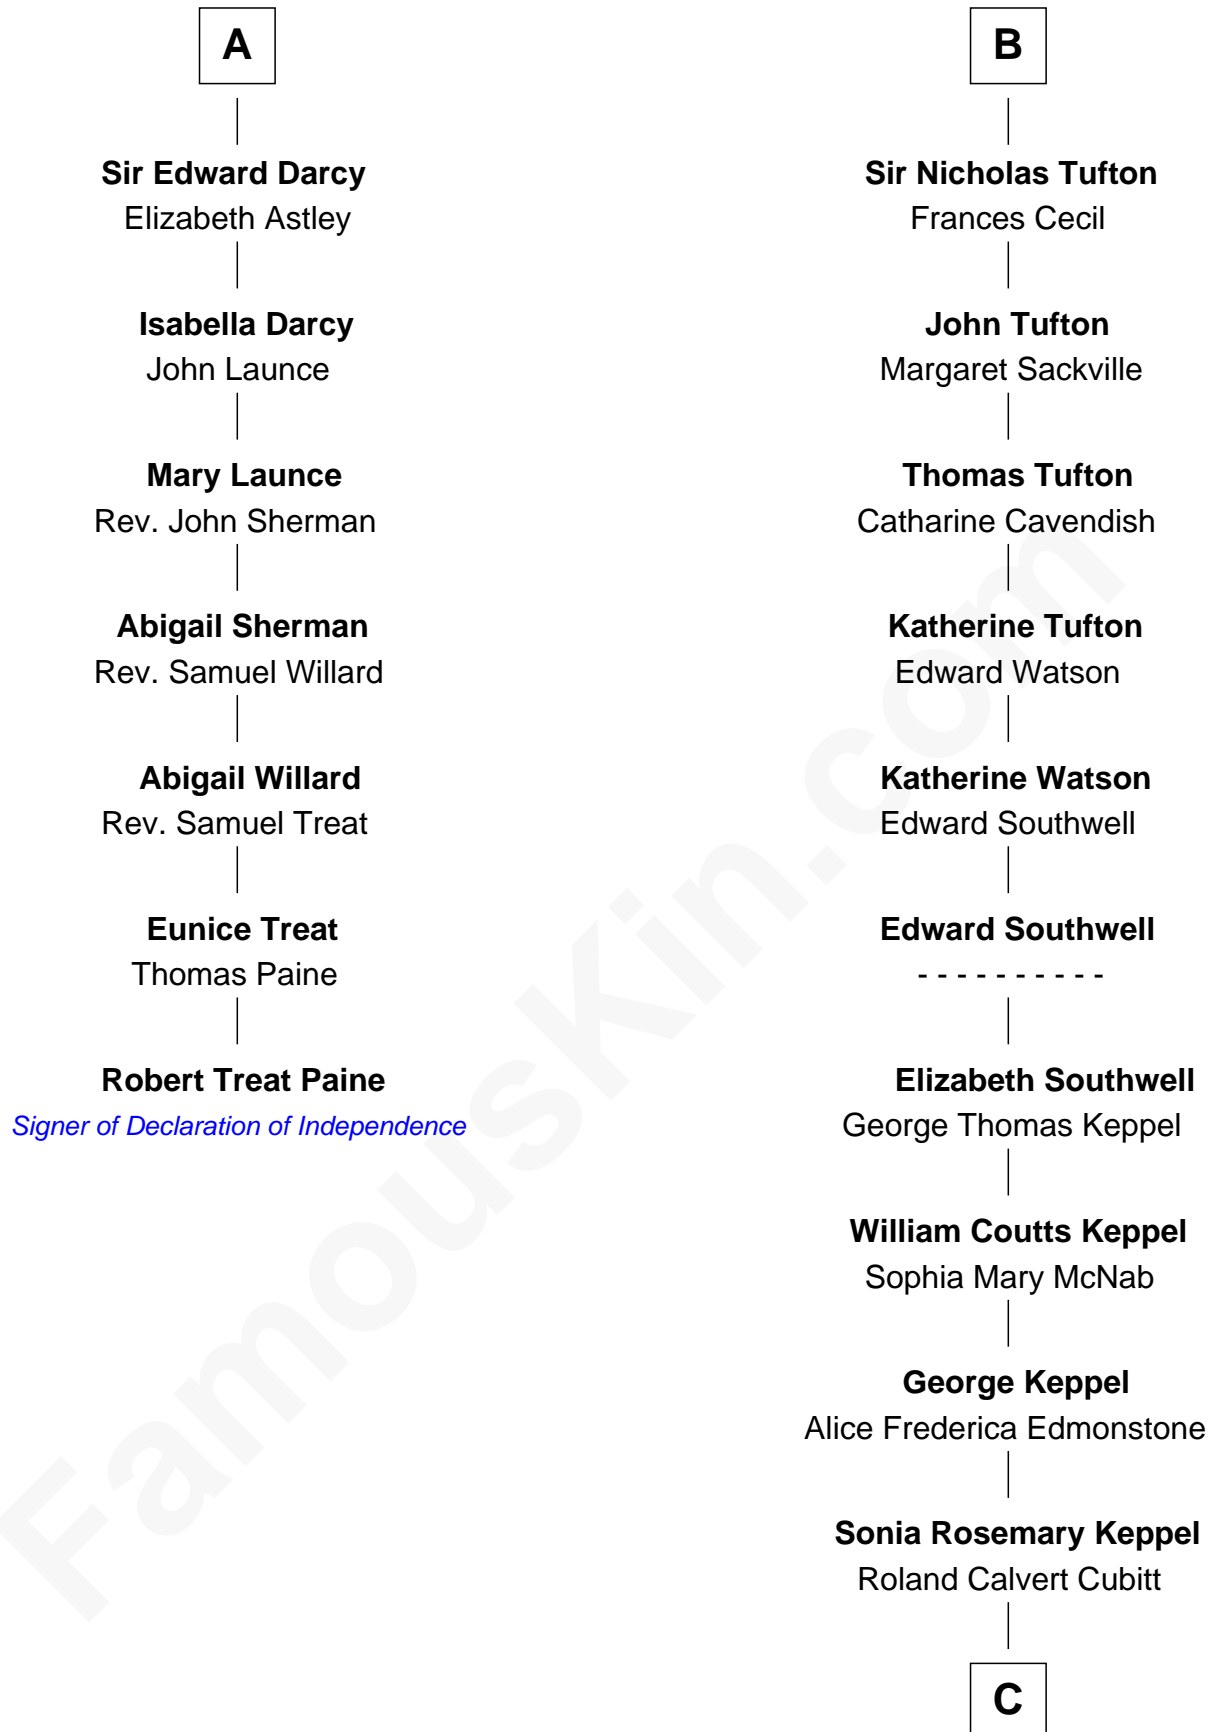 A
Sir Edward Darcy
Elizabeth Astley
Isabella Darcy
John Launce
Mary Launce
Rev. John Sherman
Abigail Sherman
Rev. Samuel Willard
Abigail Willard
Rev. Samuel Treat
Eunice Treat
Thomas Paine
Robert Treat Paine
Signer of Declaration of Independence
B
Sir Nicholas Tufton
Frances Cecil
John Tufton
Margaret Sackville
Thomas Tufton
Catharine Cavendish
Katherine Tufton
Edward Watson
Katherine Watson
Edward Southwell
Edward Southwell
- - - - - - - - - -
Elizabeth Southwell
George Thomas Keppel
William Coutts Keppel
Sophia Mary McNab
George Keppel
Alice Frederica Edmonstone
Sonia Rosemary Keppel
Roland Calvert Cubitt
C
FamousKin.com